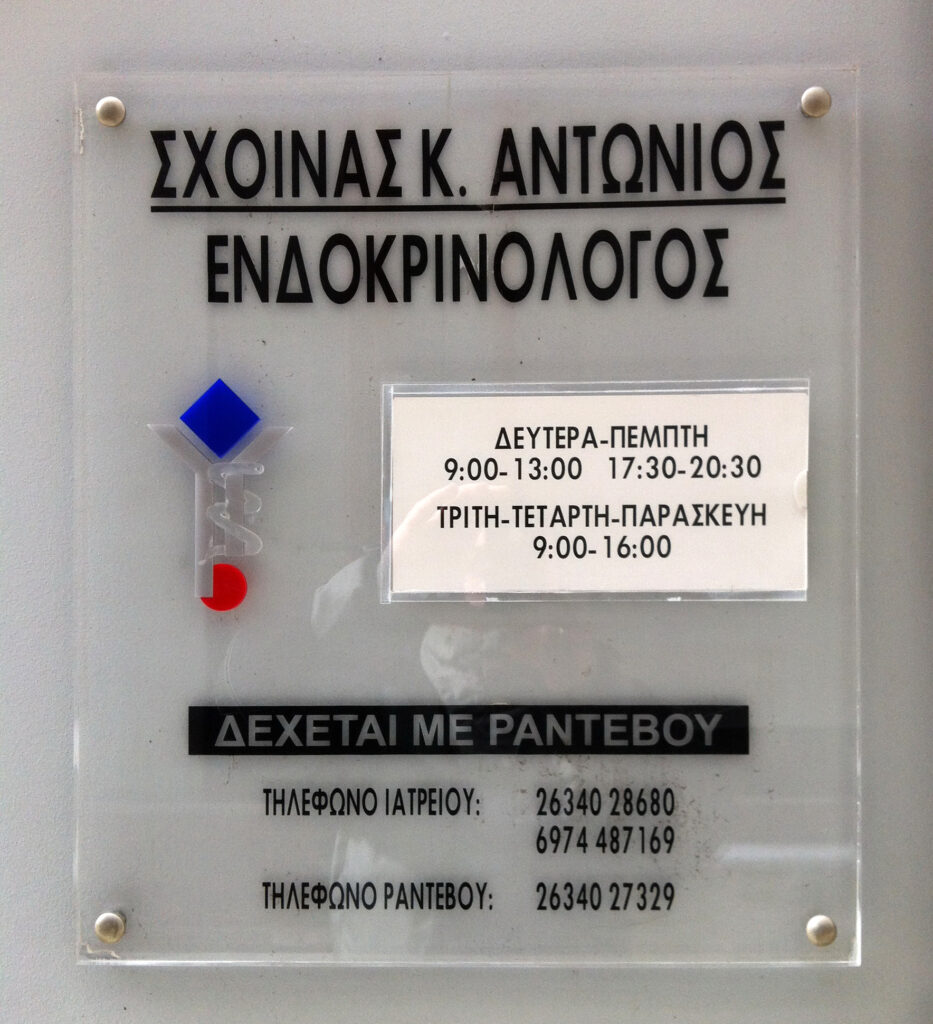 ΣΧΟΙΝΑΣ Κ. ΑΝΤΩΝΙΟΣ
ΕΝΔΟΚΡΙΝΟΛΟΓΟΣ
ΔΕΥΤΕΡΑ-ΠΕΜΠΤΗ
9:00-13:00 17:30-20:30
ΤΡΙΤΗ-ΤΕΤΑΡΤΗ-ΠΑΡΑΣΚΕΥΗ
9:00-16:00
ΔΕΧΕΤΑΙ ΜΕ ΡΑΝΤΕΒΟΥ
ΤΗΛΕΦΩΝΟ ΙΑΤΡΕΙΟΥ: 26340 28680
6974 487169
ΤΗΛΕΦΩΝΟ ΡΑΝΤΕΒΟΥ: 26340 27329